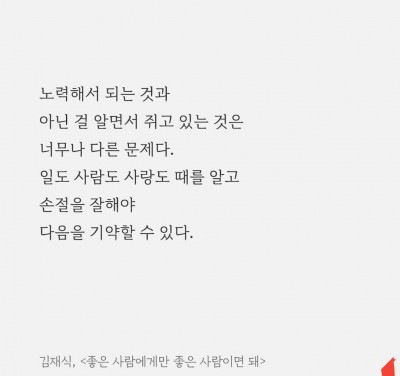 노력해서 되는 것과
아닌 걸 알면서 쥐고 있는 것은
너무나 다른 문제다.
일도 사람도 사랑도 때를 알고
손절을 잘해야
다음을 기약할 수 있다.
김재식, <좋은 사람에게만 좋은 사람이면 돼>